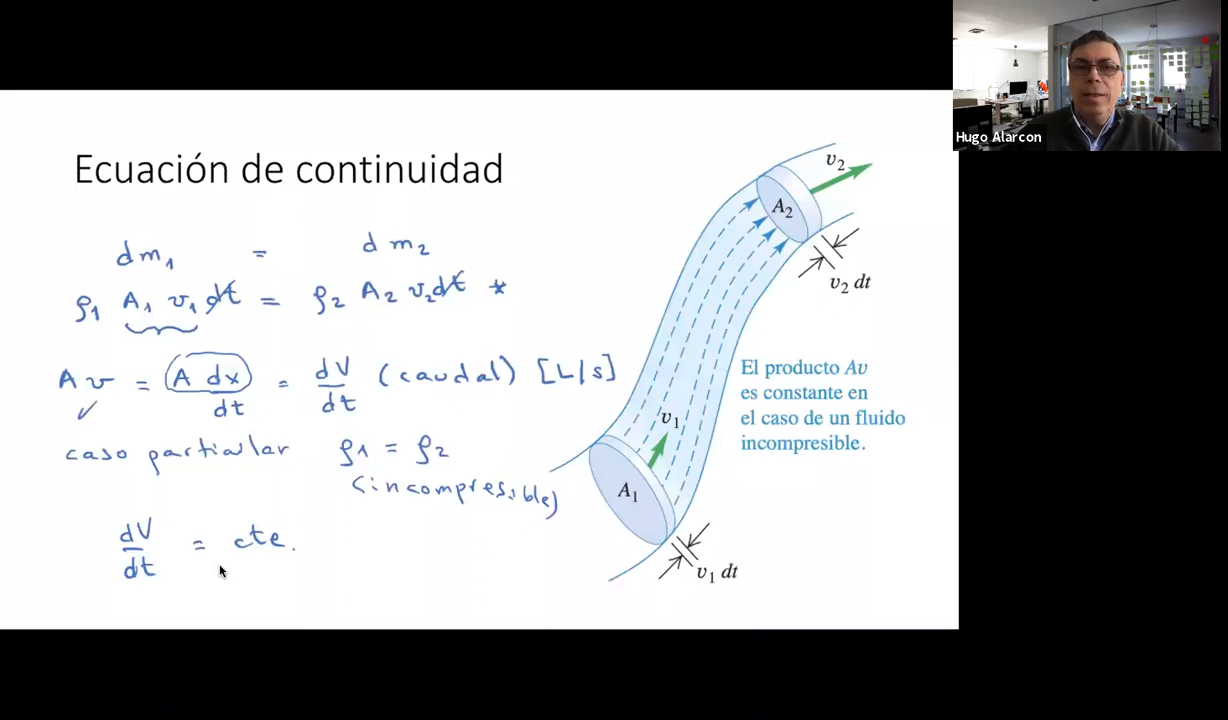 Hugo Alarcon
Ecuación de continuidad
dm₁ = dm₂
ρ₁ A₁ v₁ dt = ρ₂ A₂ v₂ dt *
A v = A dx / dt = dV / dt (caudal) [L/s]
caso particular ρ₁ = ρ₂
(incompresible)
dV / dt = cte.
v₂
A₂
v₂ dt
El producto Av
es constante en
el caso de un fluido
incompresible.
v₁
A₁
v₁ dt